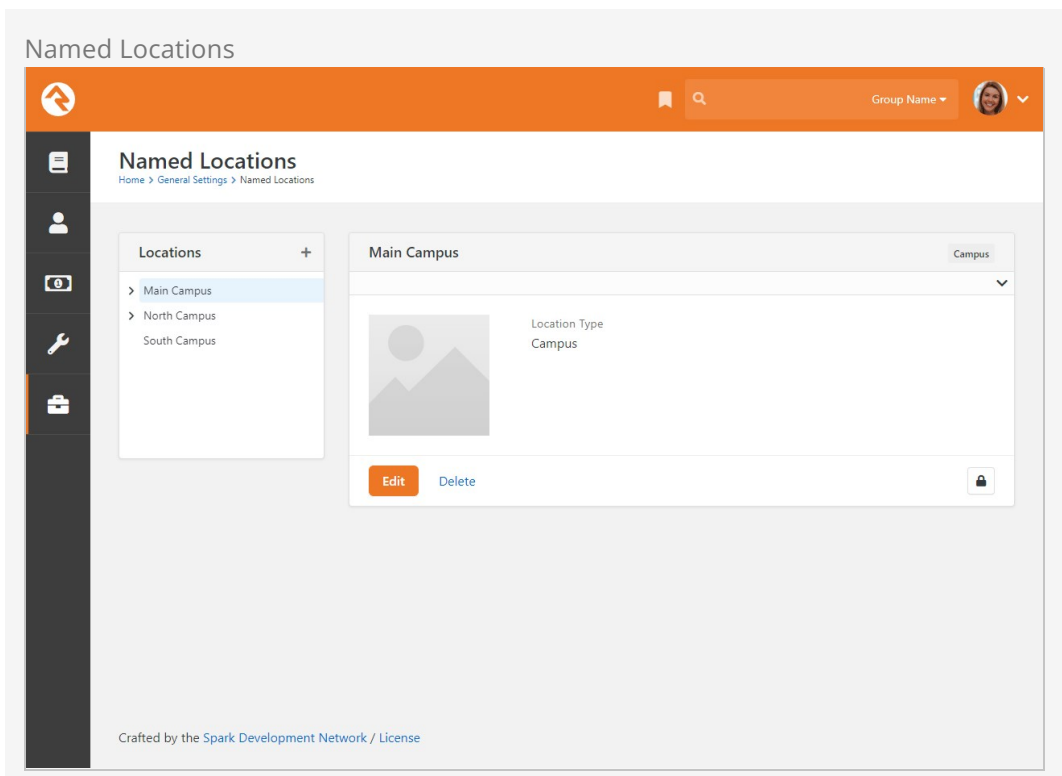 Named Locations
Group Name
Named Locations
Home > General Settings > Named Locations
Locations +
Main Campus
North Campus
South Campus
Main Campus
Campus
Location Type
Campus
Edit Delete
Crafted by the Spark Development Network / License